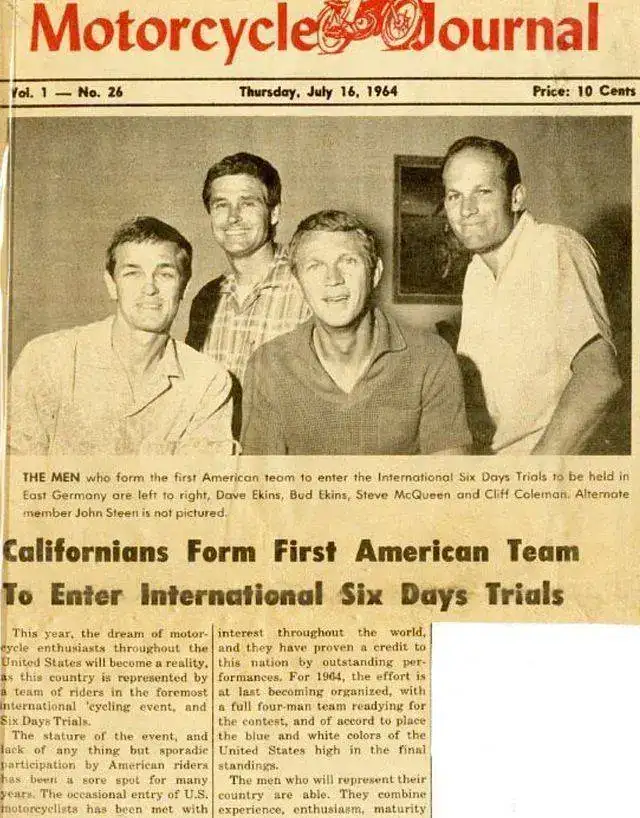 Motorcycle Journal
Vol. 1 — No. 26 Thursday, July 16, 1964 Price: 10 Cents
THE MEN who form the first American team to enter the International Six Days Trials to be held in
East Germany are left to right, Dave Ekins, Bud Ekins, Steve McQueen and Cliff Coleman. Alternate
member John Steen is not pictured.
Californians Form First American Team
To Enter International Six Days Trials
This year, the dream of motor-
cycle enthusiasts throughout the
United States will become a reality,
as this country is represented by
a team of riders in the foremost
international 'cycling event, and
Six Days Trials.
The stature of the event, and
lack of any thing but sporadic
participation by American riders
has been a sore spot for many
years. The occasional entry of U.S.
motorcyclists has been met with
interest throughout the world,
and they have proven a credit to
this nation by outstanding per-
formances. For 1964, the effort is
at last becoming organized, with
a full four-man team readying for
the contest, and of accord to place
the blue and white colors of the
United States high in the final
standings.
The men who will represent their
country are able. They combine
experience, enthusiasm, maturity